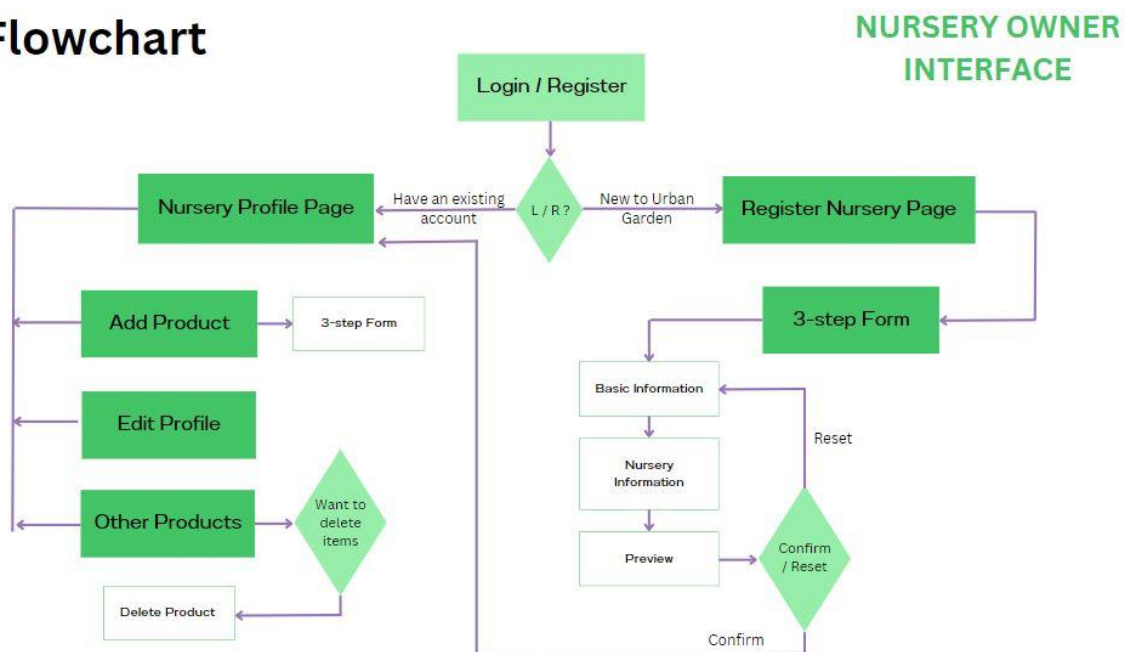 Flowchart
NURSERY OWNER
INTERFACE
Login / Register
Nursery Profile Page
Have an existing
account
L / R ?
New to Urban
Garden
Register Nursery Page
Add Product
3-step Form
3-step Form
Basic Information
Edit Profile
Reset
Nursery
Information
Other Products
Want to
delete
items
Preview
Confirm
/ Reset
Delete Product
Confirm